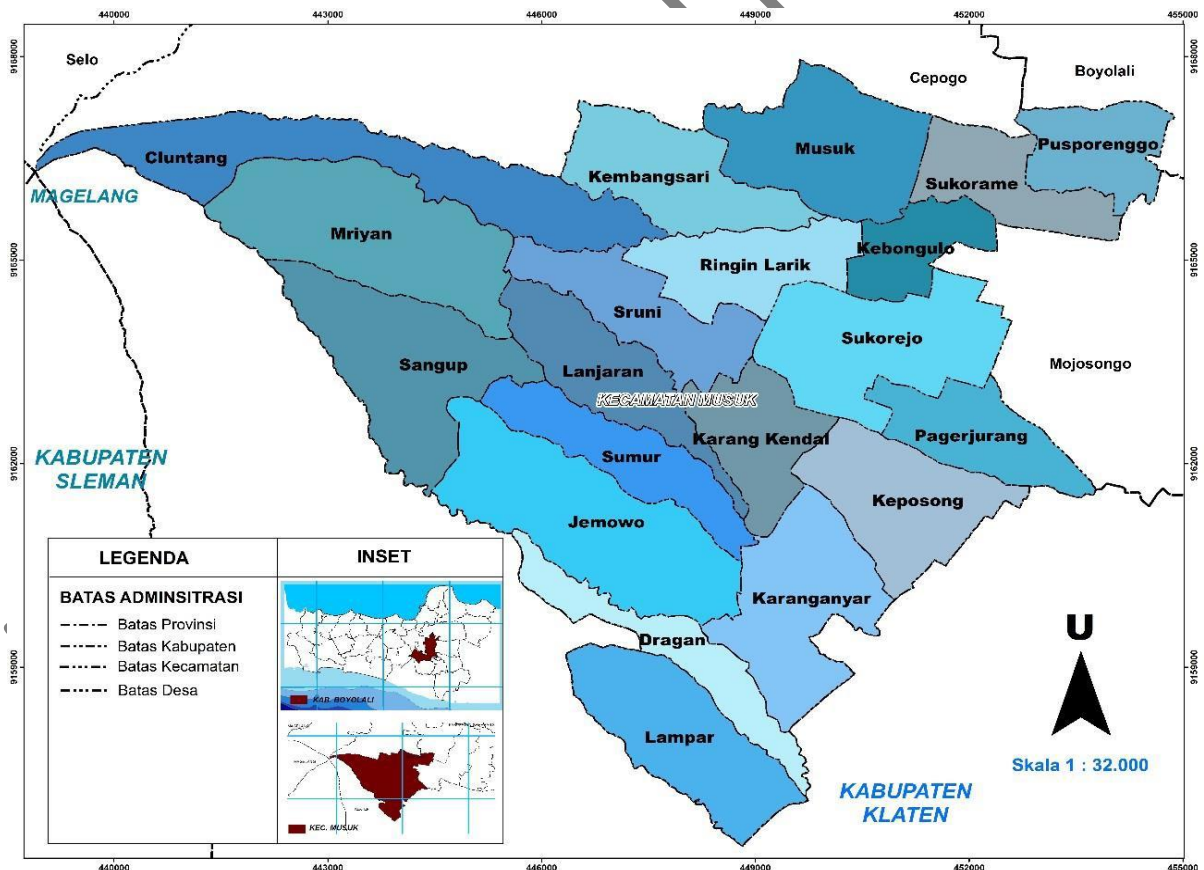 440000
443000
446000
449000
452000
455000
9168000
9168000
Selo
Cepogo
Boyolali
Cluntang
Musuk
Pusporenggo
Kembangsari
Sukorame
MAGELANG
Mriyan
Kebongulo
9165000
Ringin Larik
9165000
Sruni
Sukorejo
Sangup
Lanjaran
Mojosongo
KECAMATAN MUSUK
Karang Kendal
Pagerjurang
KABUPATEN
SLEMAN
9162000
Sumur
9162000
Keposong
Jemowo
LEGENDA
INSET
BATAS ADMINSITRASI
Batas Provinsi
Batas Kabupaten
Batas Kecamatan
Batas Desa
KAB. BOYOLALI
KEC. MUSUK
Karanganyar
Dragan
U
9159000
9159000
Lampar
Skala 1 : 32.000
KABUPATEN
KLATEN
440000
443000
446000
449000
452000
455000